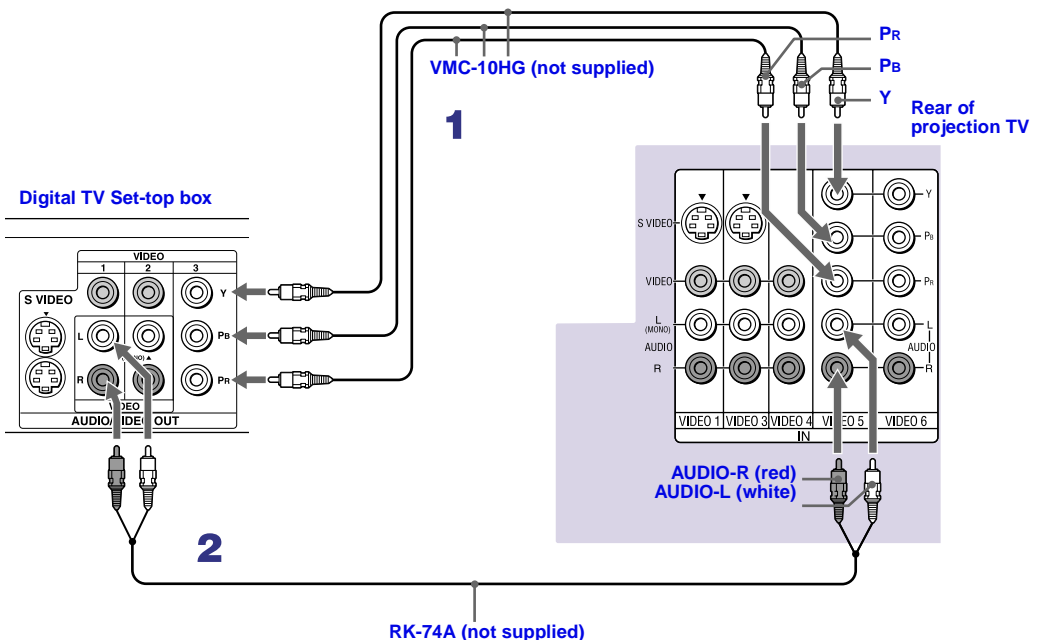 PR
PB
Y
VMC-10HG (not supplied)
1
Rear of
projection TV
Digital TV Set-top box
VIDEO
1 2 3
S VIDEO
Y
L
PB
R
PR
VIDEO
AUDIO/VIDEO OUT
S VIDEO
VIDEO
L
(MONO)
AUDIO
R
Y
PB
PR
L
AUDIO
R
VIDEO 1 VIDEO 3 VIDEO 4 VIDEO 5 VIDEO 6
IN
AUDIO-R (red)
AUDIO-L (white)
2
RK-74A (not supplied)